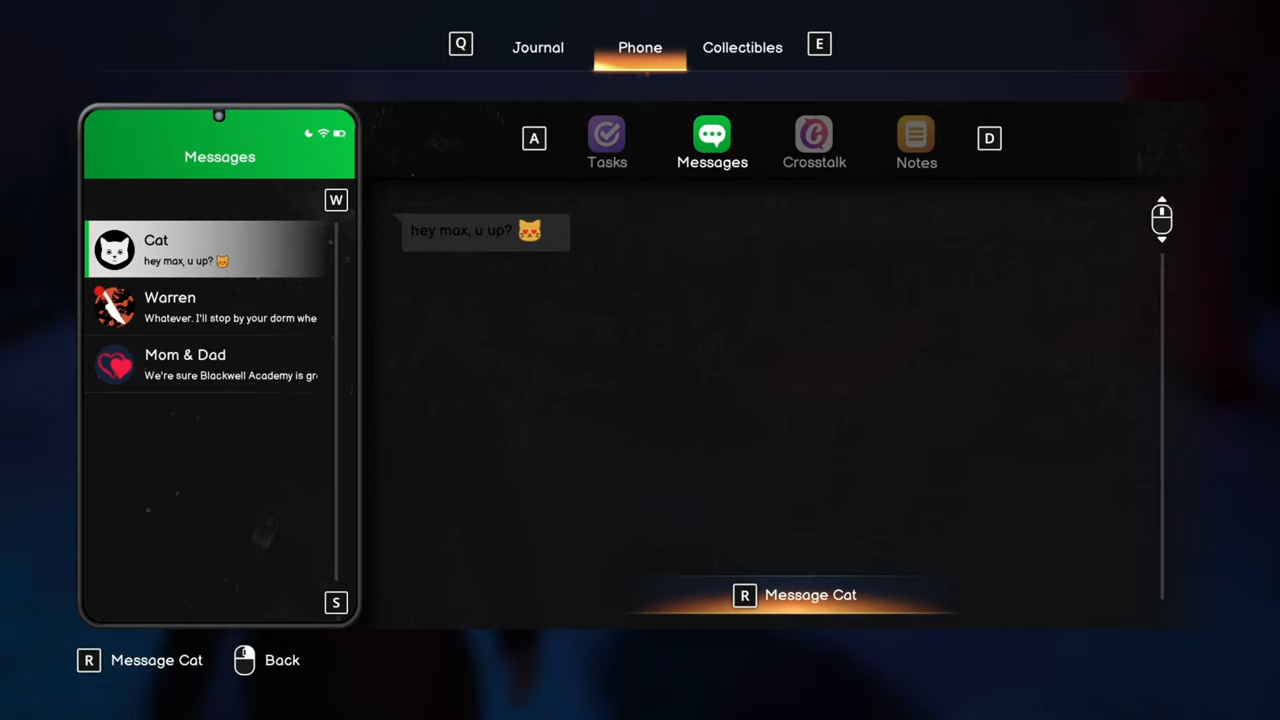 Q Journal Phone Collectibles E
Messages
A Tasks Messages Crosstalk Notes D
W
Cat
hey max, u up? 😻
Warren
Whatever. I'll stop by your dorm whe
Mom & Dad
We're sure Blackwell Academy is gr
S
hey max, u up? 😻
R Message Cat
R Message Cat Back